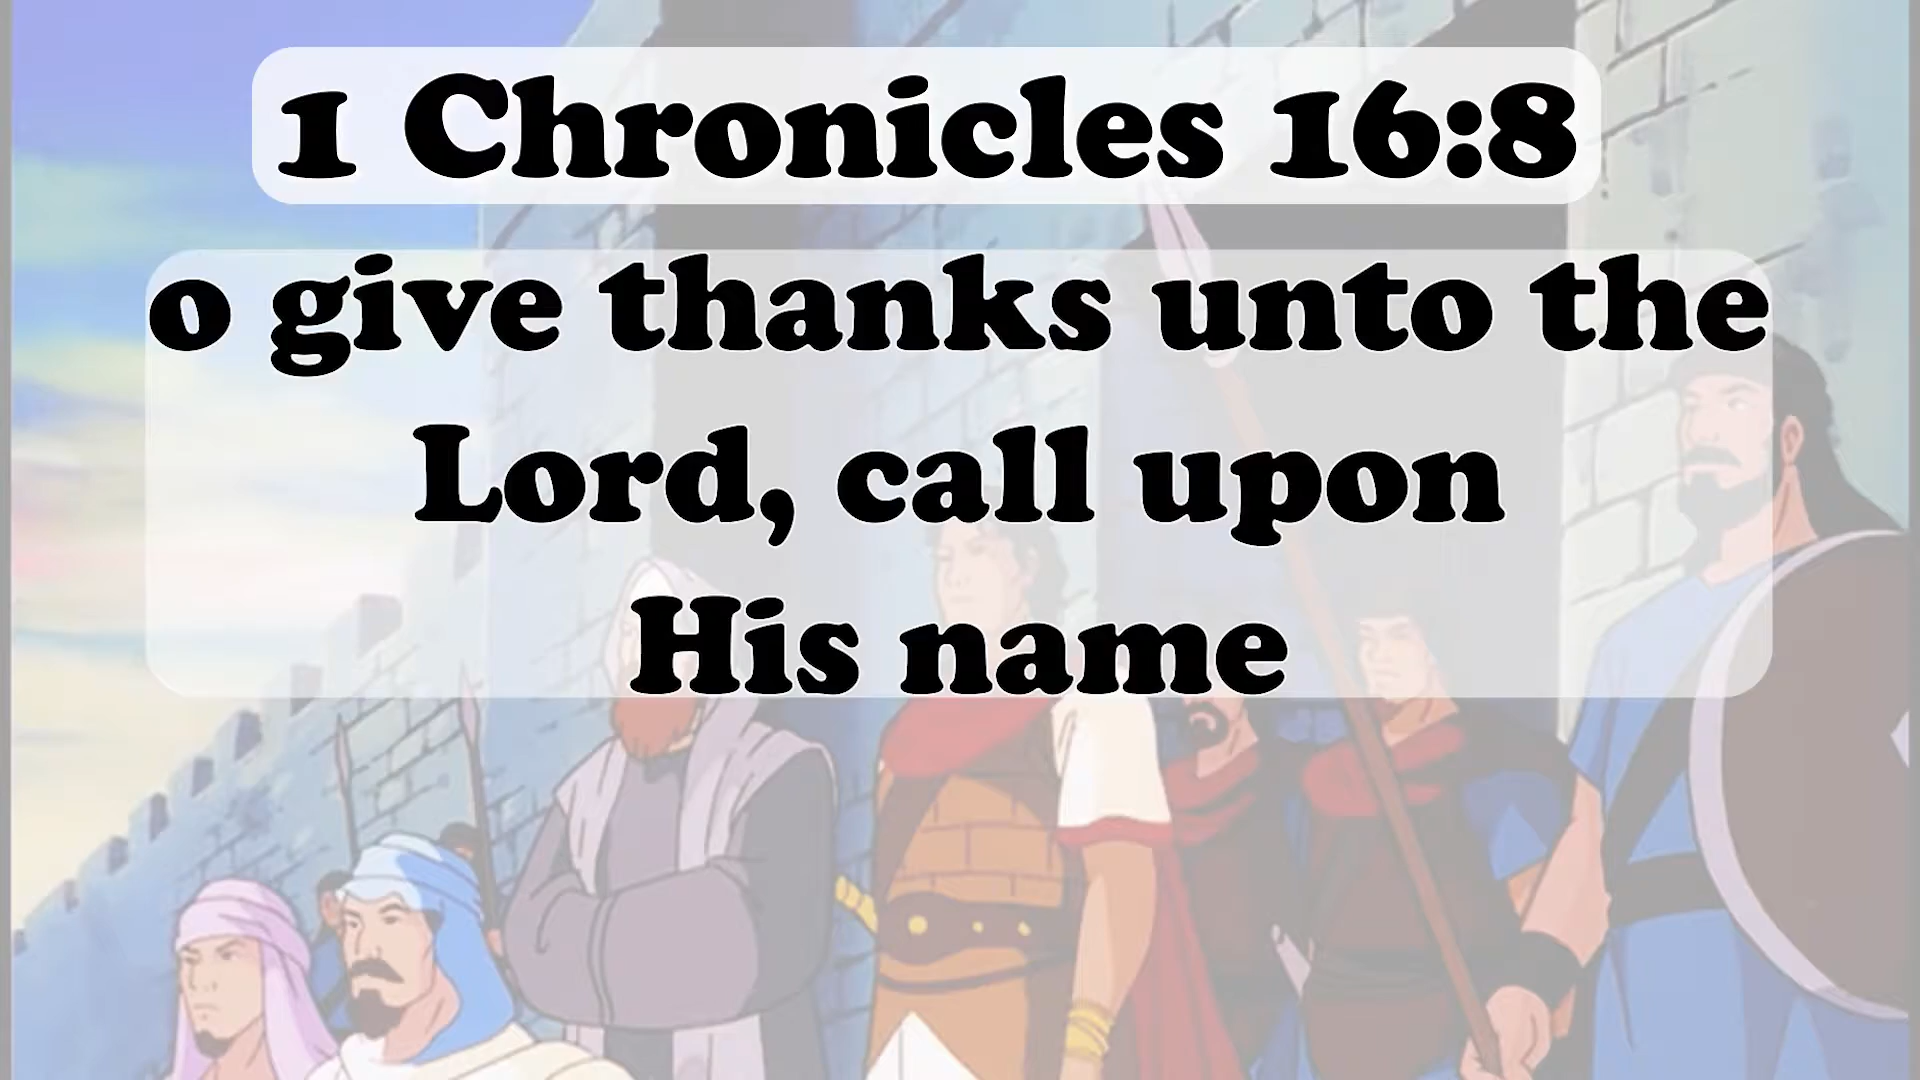 1 Chronicles 16:8
o give thanks unto the
Lord, call upon
His name